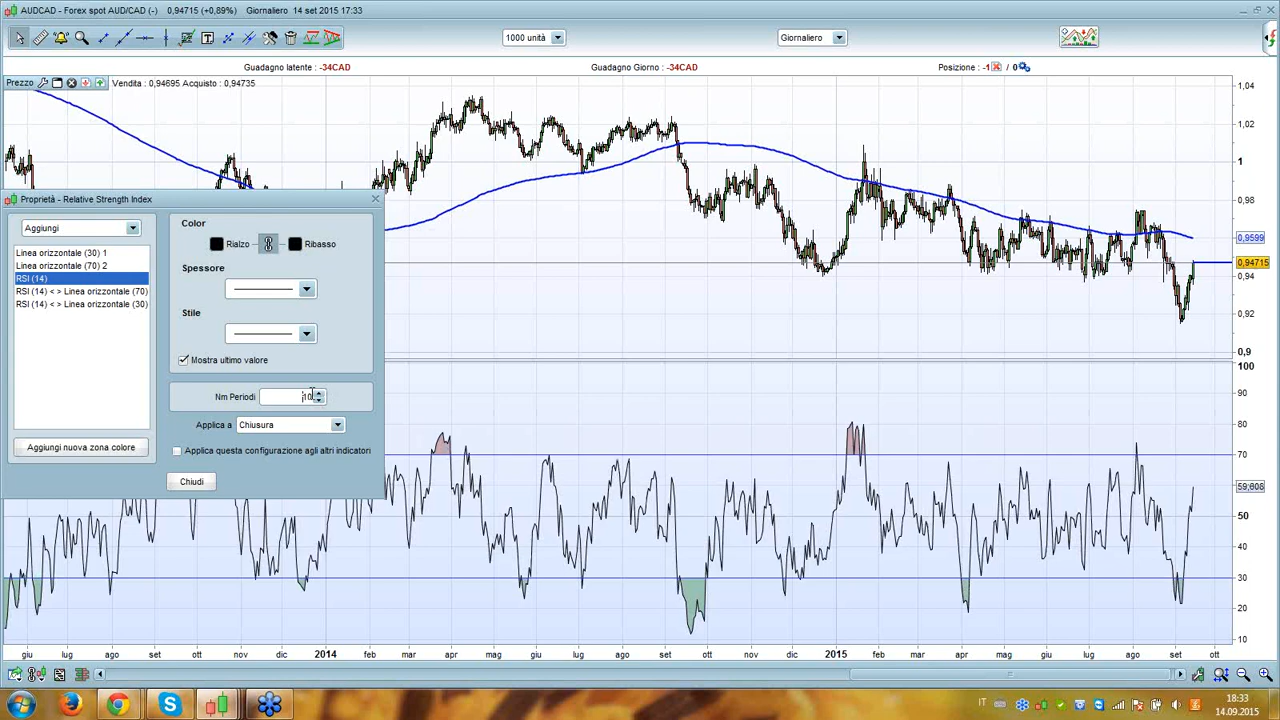 AUDCAD - Forex spot AUD/CAD (-) 0,94715 (+0,89%) Giornaliero 14 set 2015 17:33
1000 unità Giornaliero
Guadagno latente : -34CAD Guadagno Giorno : -34CAD Posizione : -1 / 0
Prezzo Vendita : 0,94695 Acquisto : 0,94735
1,04
1,02
1
0,98
0,96
0,9599
0,94715
0,94
0,92
0,9
Proprietà - Relative Strength Index
Aggiungi
Linea orizzontale (30) 1
Linea orizzontale (70) 2
RSI (14)
RSI (14) < > Linea orizzontale (70)
RSI (14) < > Linea orizzontale (30)
Aggiungi nuova zona colore
Color
Rialzo Ribasso
Spessore
Stile
Mostra ultimo valore
Nm Periodi 10
Applica a Chiusura
Applica questa configurazione agli altri indicatori
Chiudi
100
90
80
70
59,608
50
40
30
20
10
giu lug ago set ott nov dic 2014 feb mar apr mag giu lug ago set ott nov dic 2015 feb mar apr mag giu lug ago set ott
IT 18:33
14.09.2015